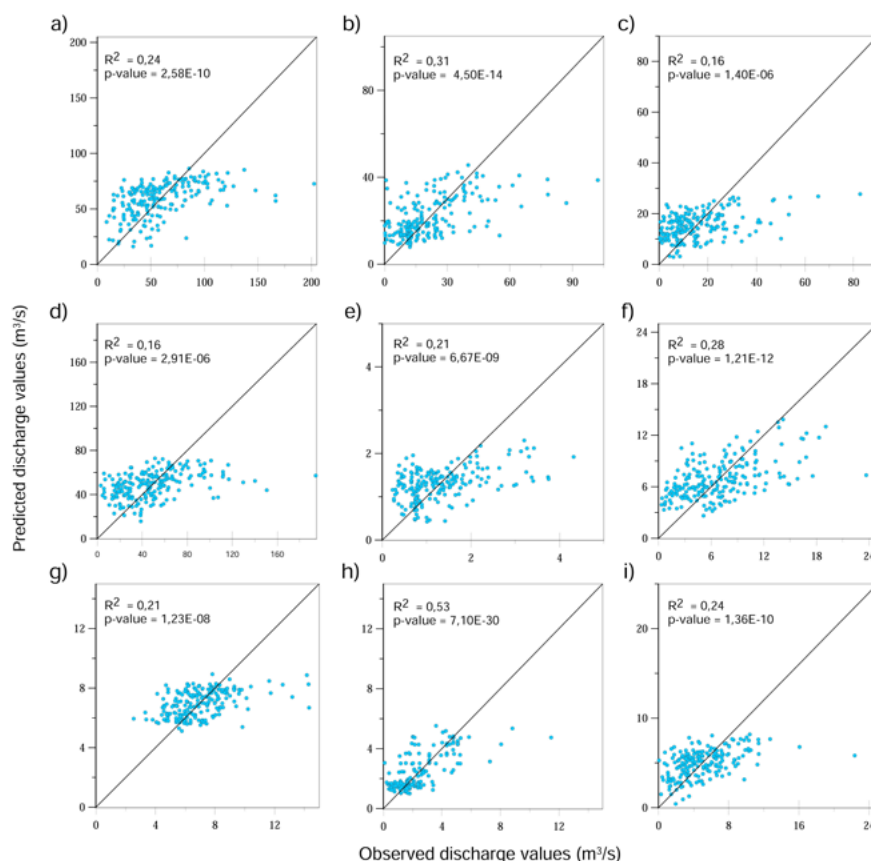 a)
R2 = 0,24
p-value = 2,58E-10
200
150
100
50
0
0 50 100 150 200
b)
R2 = 0,31
p-value = 4,50E-14
80
40
0
0 30 60 90
c)
R2 = 0,16
p-value = 1,40E-06
80
60
40
20
0
0 20 40 60 80
Predicted discharge values (m3/s)
d)
R2 = 0,16
p-value = 2,91E-06
160
120
80
40
0
0 40 80 120 160
e)
R2 = 0,21
p-value = 6,67E-09
4
2
0
0 2 4
f)
R2 = 0,28
p-value = 1,21E-12
24
18
12
6
0
0 6 12 18 24
g)
R2 = 0,21
p-value = 1,23E-08
12
8
4
0
0 4 8 12
h)
R2 = 0,53
p-value = 7,10E-30
12
8
4
0
0 4 8 12
i)
R2 = 0,24
p-value = 1,36E-10
20
10
0
0 8 16 24
Observed discharge values (m3/s)